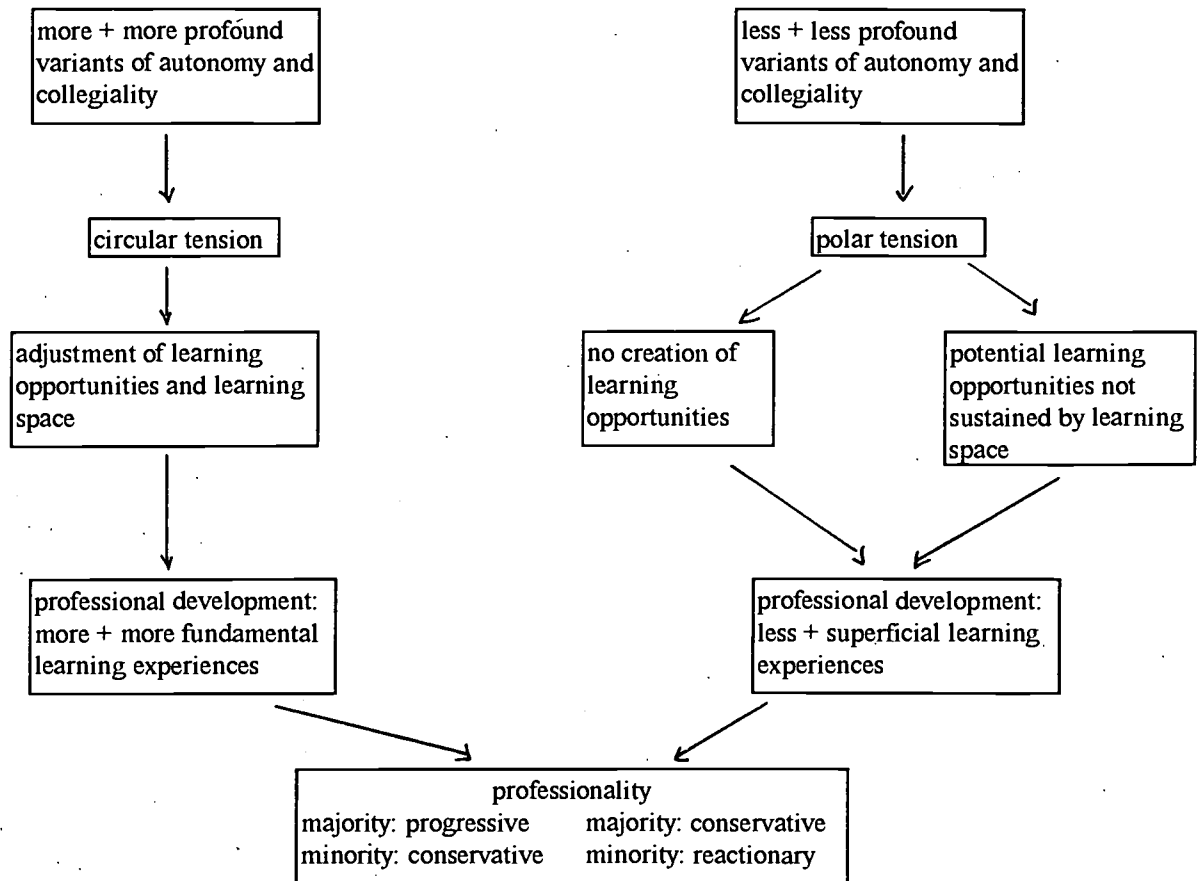 more + more profound
variants of autonomy and
collegiality
less + less profound
variants of autonomy and
collegiality
circular tension
polar tension
adjustment of learning
opportunities and learning
space
no creation of
learning
opportunities
potential learning
opportunities not
sustained by learning
space
professional development:
more + more fundamental
learning experiences
professional development:
less + superficial learning
experiences
professionality
majority: progressive majority: conservative
minority: conservative minority: reactionary